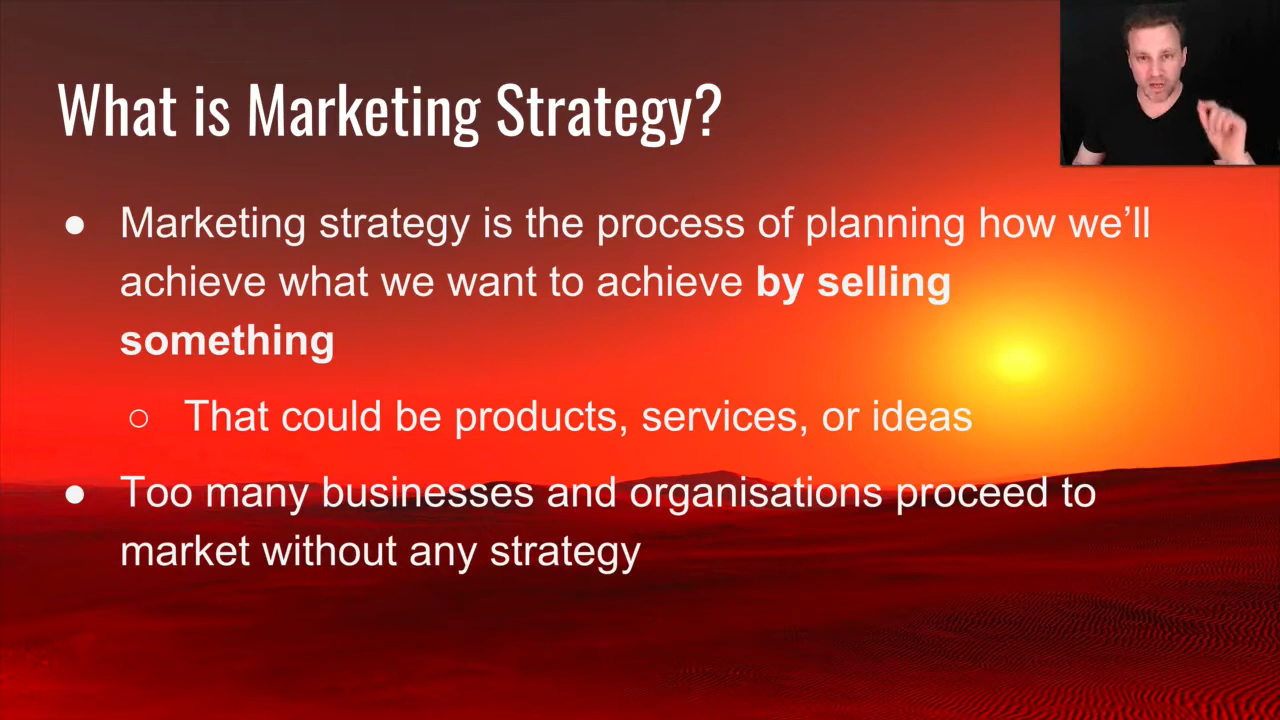 What is Marketing Strategy?
● Marketing strategy is the process of planning how we’ll
achieve what we want to achieve by selling
something
○ That could be products, services, or ideas
● Too many businesses and organisations proceed to
market without any strategy